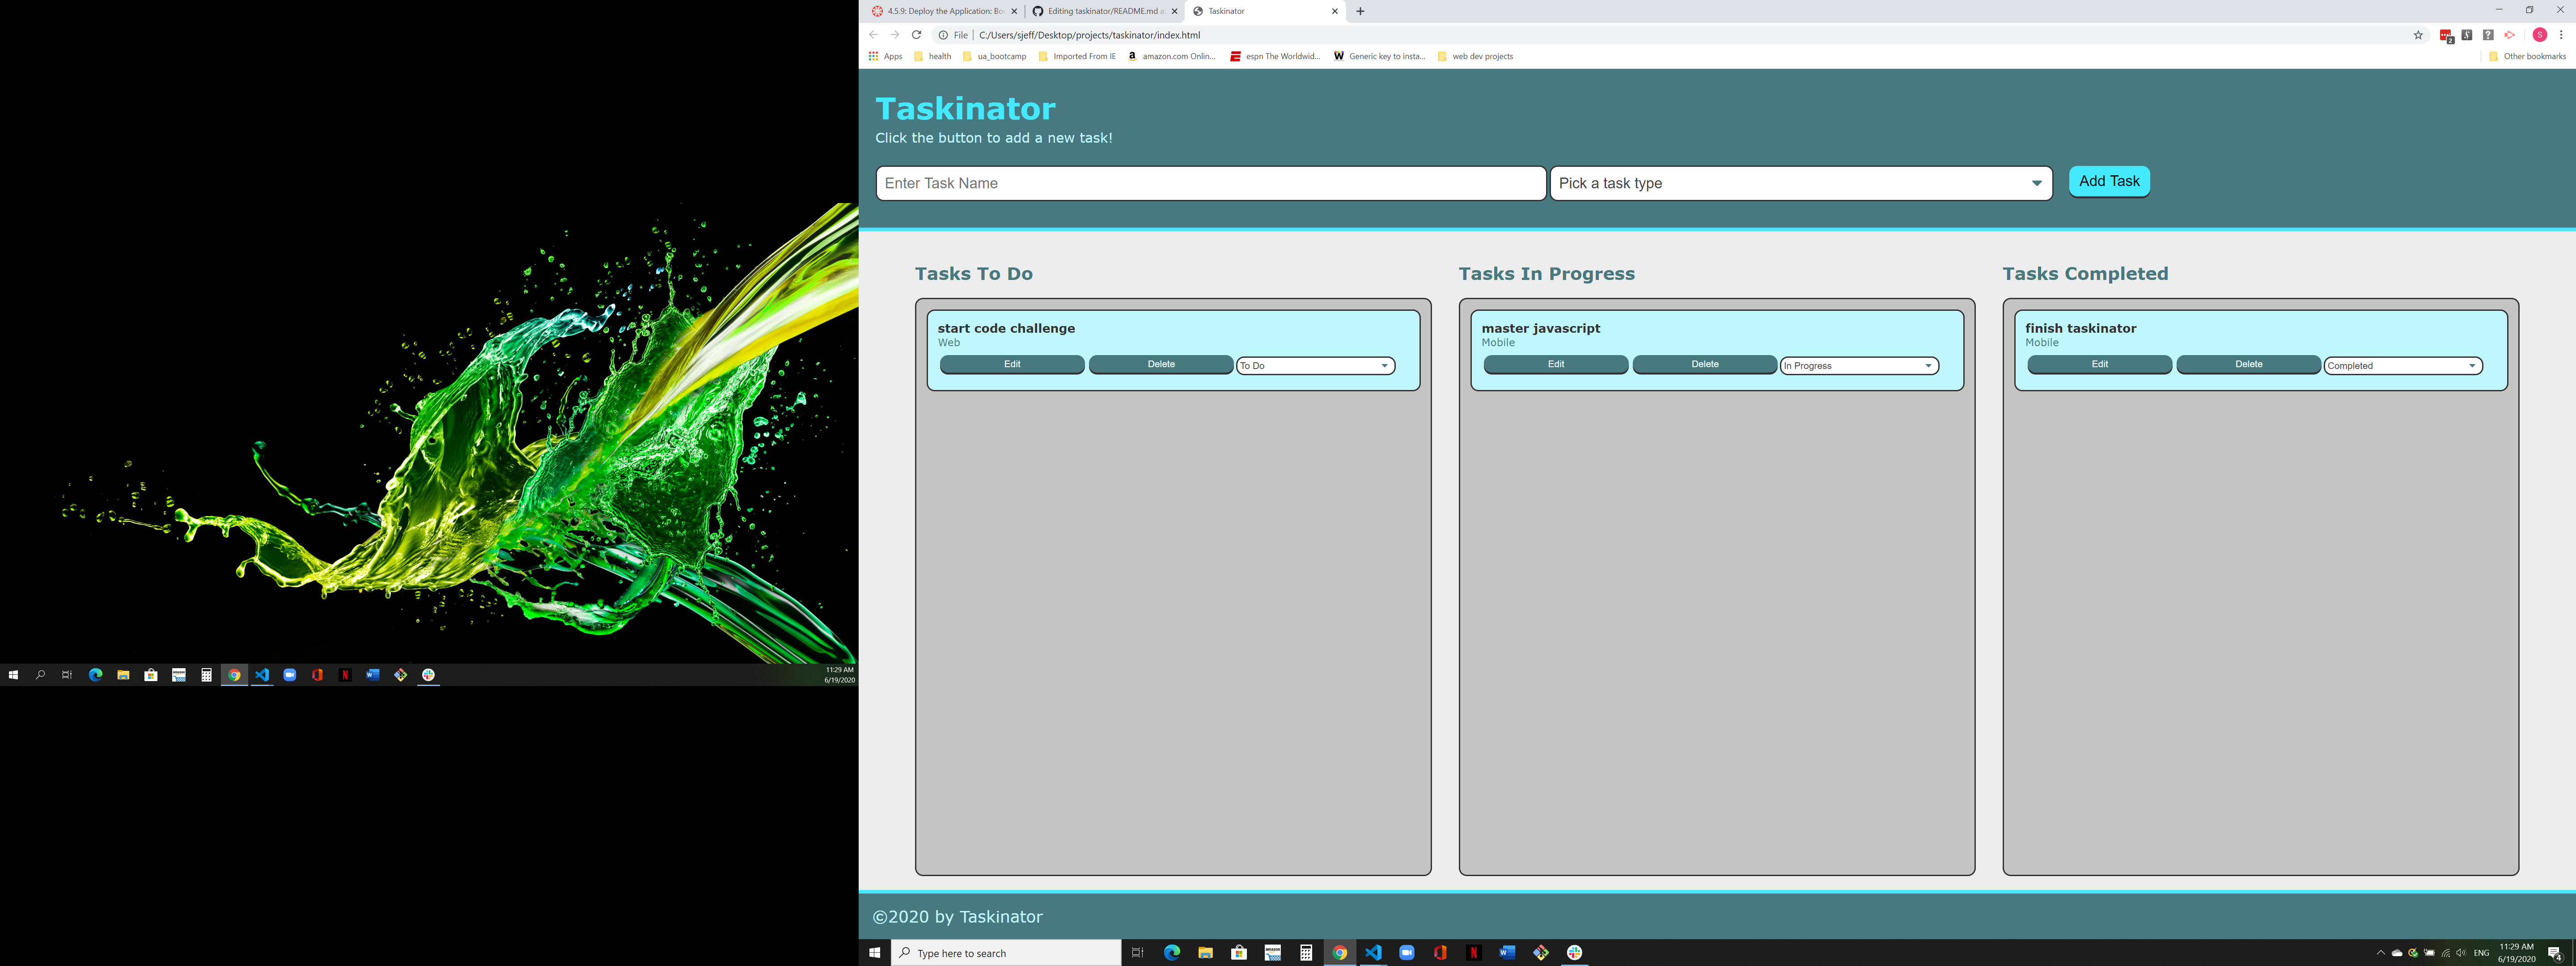 11:29 AM
6/19/2020
4.5.9: Deploy the Application: Bo
Editing taskinator/README.md a
Taskinator
File
C:/Users/sjeff/Desktop/projects/taskinator/index.html
Apps
health
ua_bootcamp
Imported From IE
amazon.com Onlin...
espn The Worldwid...
Generic key to insta...
web dev projects
Other bookmarks
Taskinator
Click the button to add a new task!
Enter Task Name
Pick a task type
Add Task
Tasks To Do
start code challenge
Web
Edit
Delete
To Do
Tasks In Progress
master javascript
Mobile
Edit
Delete
In Progress
Tasks Completed
finish taskinator
Mobile
Edit
Delete
Completed
©2020 by Taskinator
Type here to search
ENG
11:29 AM
6/19/2020
4